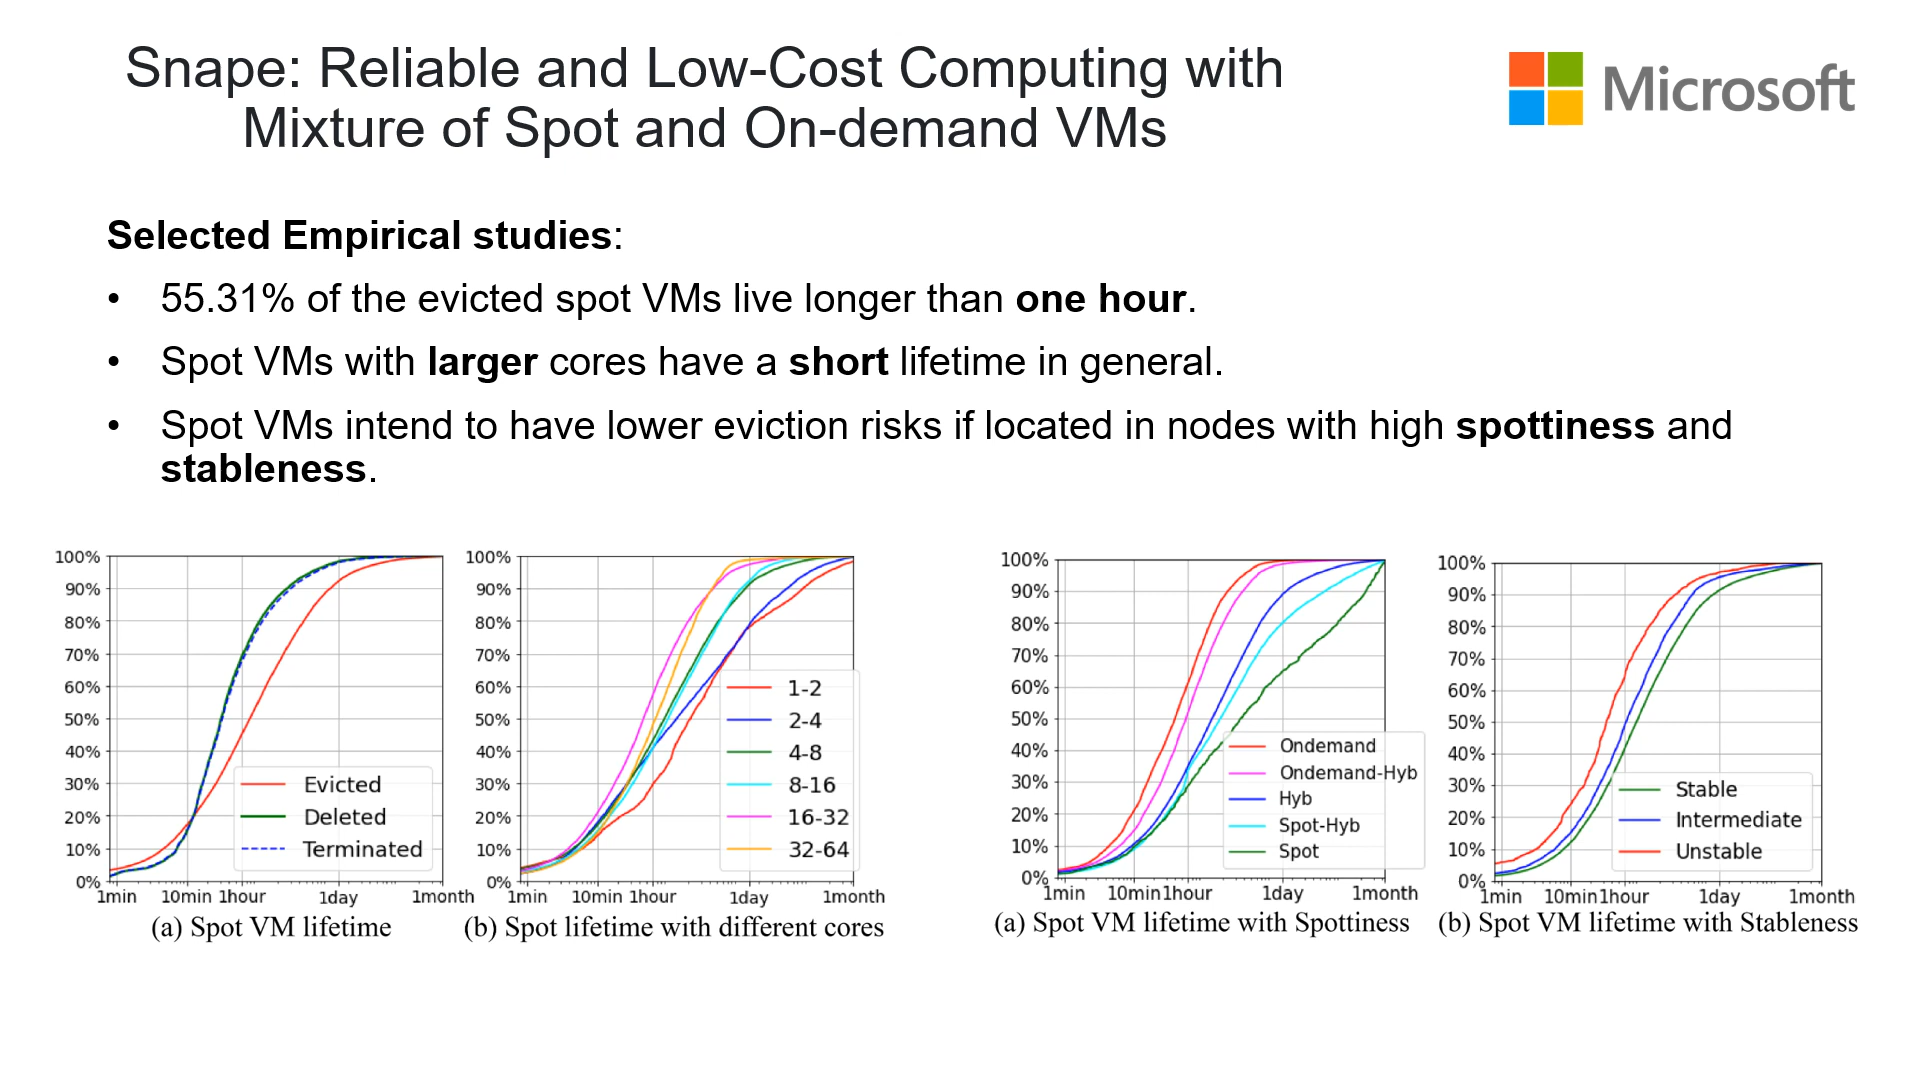 Snape: Reliable and Low-Cost Computing with
Mixture of Spot and On-demand VMs
Microsoft
Selected Empirical studies:
• 55.31% of the evicted spot VMs live longer than one hour.
• Spot VMs with larger cores have a short lifetime in general.
• Spot VMs intend to have lower eviction risks if located in nodes with high spottiness and
stableness.
100%
90%
80%
70%
60%
50%
40%
30%
20%
10%
0%
Evicted
Deleted
Terminated
1min 10min 1hour 1day 1month
(a) Spot VM lifetime
100%
90%
80%
70%
60%
50%
40%
30%
20%
10%
0%
1-2
2-4
4-8
8-16
16-32
32-64
1min 10min 1hour 1day 1month
(b) Spot lifetime with different cores
100%
90%
80%
70%
60%
50%
40%
30%
20%
10%
0%
Ondemand
Ondemand-Hyb
Hyb
Spot-Hyb
Spot
1min 10min 1hour 1day 1month
(a) Spot VM lifetime with Spottiness
100%
90%
80%
70%
60%
50%
40%
30%
20%
10%
0%
Stable
Intermediate
Unstable
1min 10min 1hour 1day 1month
(b) Spot VM lifetime with Stableness